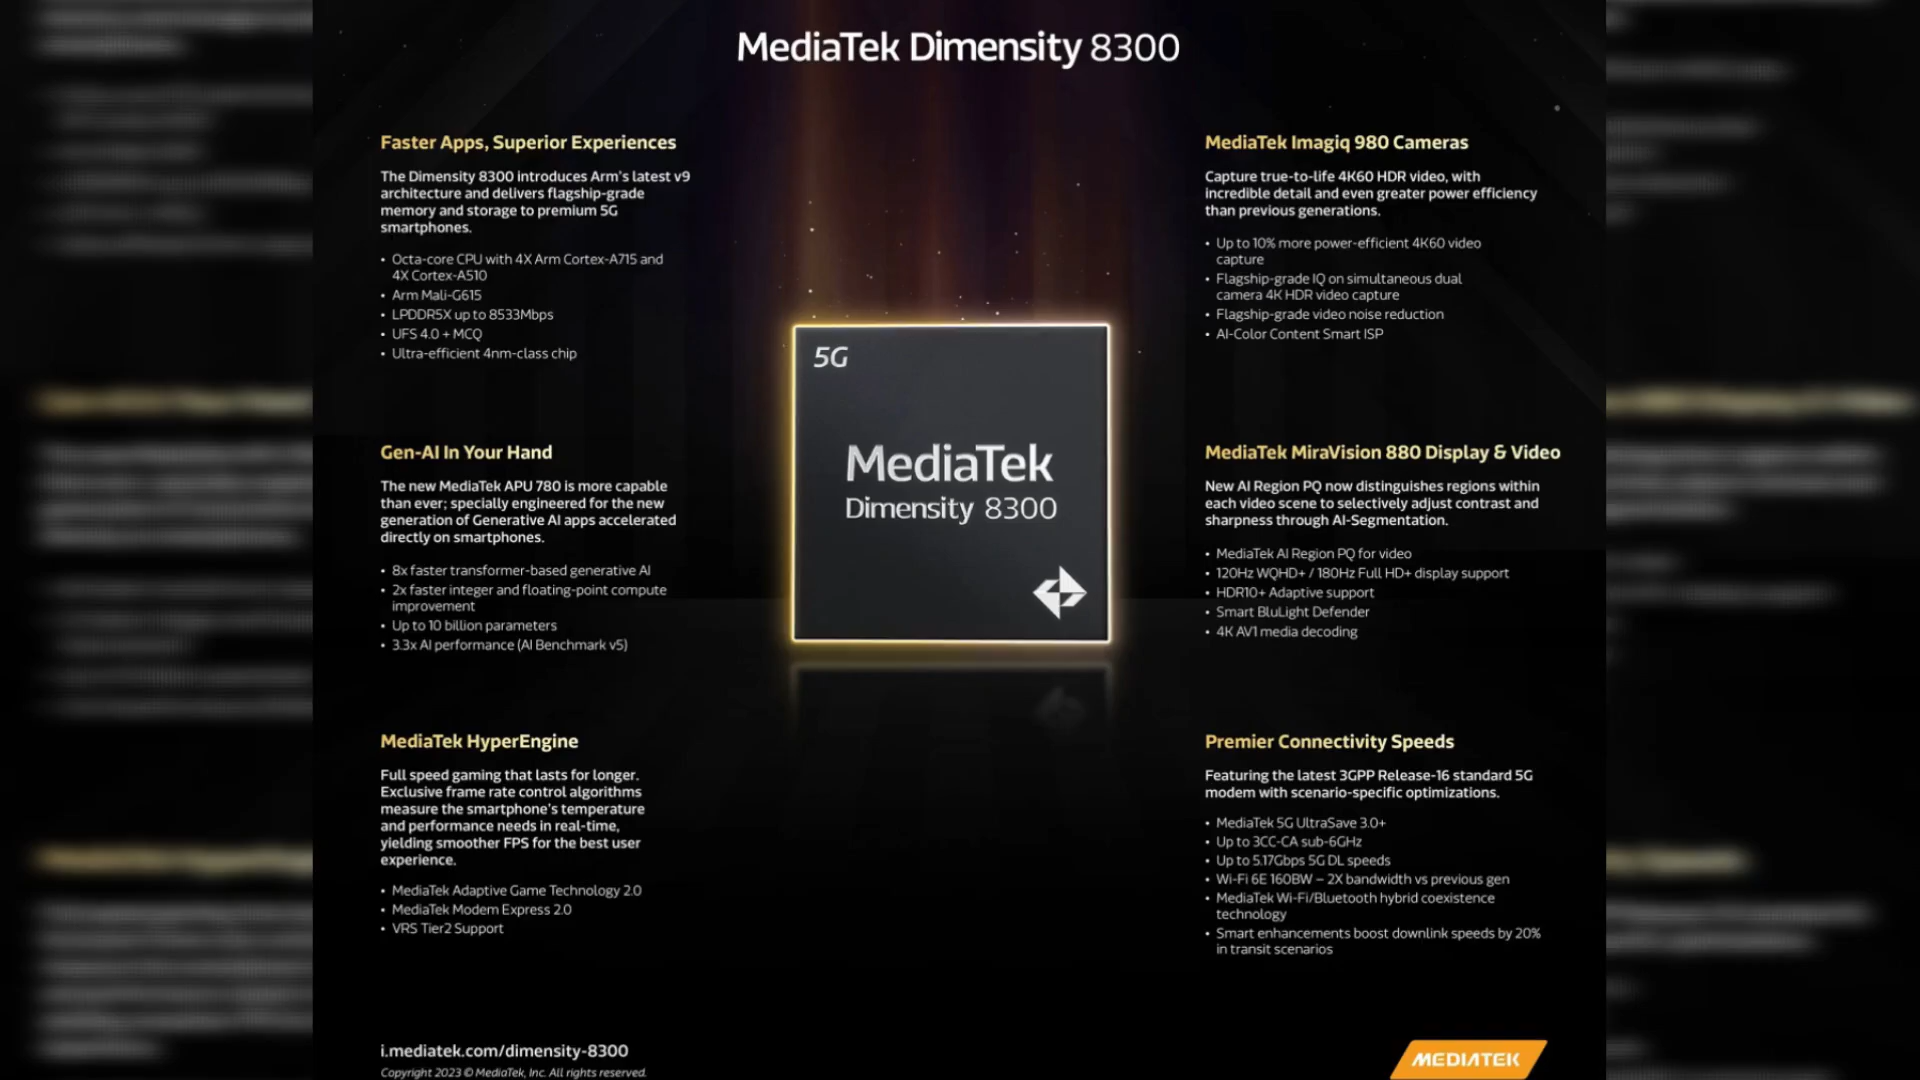 MediaTek Dimensity 8300
Faster Apps, Superior Experiences
The Dimensity 8300 introduces Arm's latest v9
architecture and delivers flagship-grade
memory and storage to premium 5G
smartphones.
• Octa-core CPU with 4X Arm Cortex-A715 and
4X Cortex-A510
• Arm Mali-G615
• LPDDR5X up to 8533Mbps
• UFS 4.0 + MCQ
• Ultra-efficient 4nm-class chip
Gen-AI In Your Hand
The new MediaTek APU 780 is more capable
than ever; specially engineered for the new
generation of Generative AI apps accelerated
directly on smartphones.
• 8x faster transformer-based generative AI
• 2x faster integer and floating-point compute
improvement
• Up to 10 billion parameters
• 3.3x AI performance (AI Benchmark v5)
MediaTek HyperEngine
Full speed gaming that lasts for longer.
Exclusive frame rate control algorithms
measure the smartphone's temperature
and performance needs in real-time,
yielding smoother FPS for the best user
experience.
• MediaTek Adaptive Game Technology 2.0
• MediaTek Modem Express 2.0
• VRS Tier2 Support
5G
MediaTek
Dimensity 8300
MediaTek Imagiq 980 Cameras
Capture true-to-life 4K60 HDR video, with
incredible detail and even greater power efficiency
than previous generations.
• Up to 10% more power-efficient 4K60 video
capture
• Flagship-grade IQ on simultaneous dual
camera 4K HDR video capture
• Flagship-grade video noise reduction
• AI-Color Content Smart ISP
MediaTek MiraVision 880 Display & Video
New AI Region PQ now distinguishes regions within
each video scene to selectively adjust contrast and
sharpness through AI-Segmentation.
• MediaTek AI Region PQ for video
• 120Hz WQHD+ / 180Hz Full HD+ display support
• HDR10+ Adaptive support
• Smart BluLight Defender
• 4K AV1 media decoding
Premier Connectivity Speeds
Featuring the latest 3GPP Release-16 standard 5G
modem with scenario-specific optimizations.
• MediaTek 5G UltraSave 3.0+
• Up to 3CC-CA sub-6GHz
• Up to 5.17Gbps 5G DL speeds
• Wi-Fi 6E 160BW – 2X bandwidth vs previous gen
• MediaTek Wi-Fi/Bluetooth hybrid coexistence
technology
• Smart enhancements boost downlink speeds by 20%
in transit scenarios
i.mediatek.com/dimensity-8300
Copyright 2023 © MediaTek, Inc. All rights reserved.
MEDIATEK